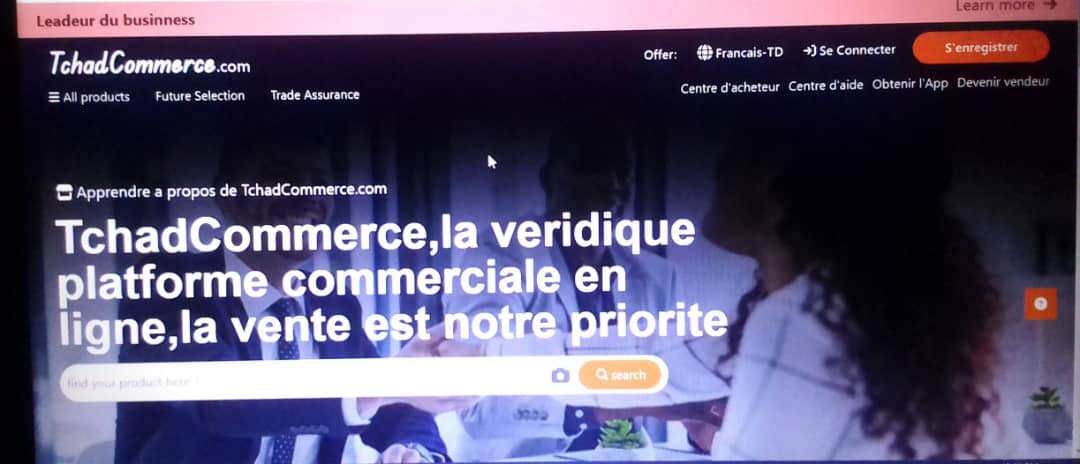 Leadeur du businness
Learn more →
TchadCommerce.com
Offer:
Francais-TD
Se Connecter
S'enregistrer
All products
Future Selection
Trade Assurance
Centre d'acheteur
Centre d'aide
Obtenir l'App
Devenir vendeur
Apprendre a propos de TchadCommerce.com
TchadCommerce,la veridique
platforme commerciale en
ligne,la vente est notre priorite
find your product here !
search